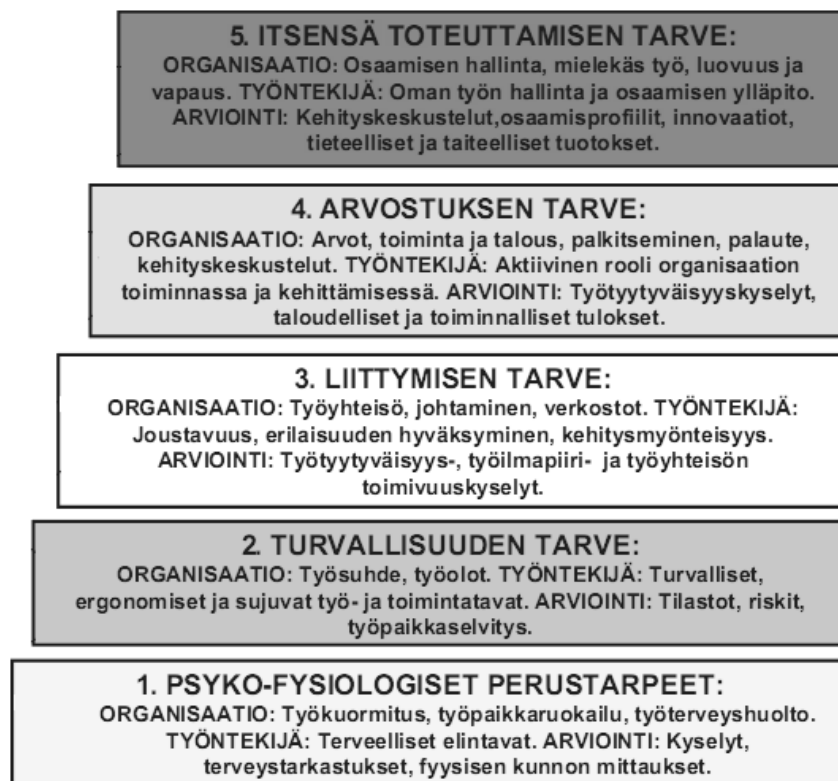 5. ITSENSÄ TOTEUTTAMISEN TARVE:
ORGANISAATIO: Osaamisen hallinta, mielekäs työ, luovuus ja
vapaus. TYÖNTEKIJÄ: Oman työn hallinta ja osaamisen ylläpito.
ARVIOINTI: Kehityskeskustelut,osaamisprofiilit, innovaatiot,
tieteelliset ja taiteelliset tuotokset.
4. ARVOSTUKSEN TARVE:
ORGANISAATIO: Arvot, toiminta ja talous, palkitseminen, palaute,
kehityskeskustelut. TYÖNTEKIJÄ: Aktiivinen rooli organisaation
toiminnassa ja kehittämisessä. ARVIOINTI: Työtyytyväisyyskyselyt,
taloudelliset ja toiminnalliset tulokset.
3. LIITTYMISEN TARVE:
ORGANISAATIO: Työyhteisö, johtaminen, verkostot. TYÖNTEKIJÄ:
Joustavuus, erilaisuuden hyväksyminen, kehitysmyönteisyys.
ARVIOINTI: Työtyytyväisyys-, työilmapiiri- ja työyhteisön
toimivuuskyselyt.
2. TURVALLISUUDEN TARVE:
ORGANISAATIO: Työsuhde, työolot. TYÖNTEKIJÄ: Turvalliset,
ergonomiset ja sujuvat työ- ja toimintatavat. ARVIOINTI: Tilastot, riskit,
työpaikkaselvitys.
1. PSYKO-FYSIOLOGISET PERUSTARPEET:
ORGANISAATIO: Työkuormitus, työpaikkaruokailu, työterveyshuolto.
TYÖNTEKIJÄ: Terveelliset elintavat. ARVIOINTI: Kyselyt,
terveystarkastukset, fyysisen kunnon mittaukset.